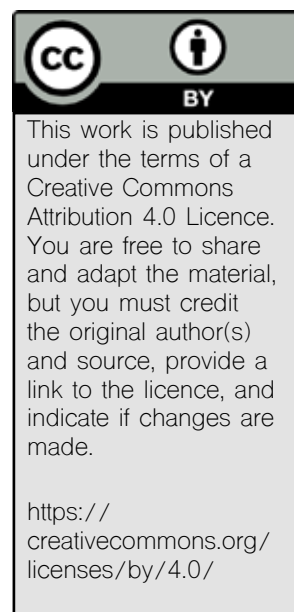 cc
BY
This work is published
under the terms of a
Creative Commons
Attribution 4.0 Licence.
You are free to share
and adapt the material,
but you must credit
the original author(s)
and source, provide a
link to the licence, and
indicate if changes are
made.
https://
creativecommons.org/
licenses/by/4.0/